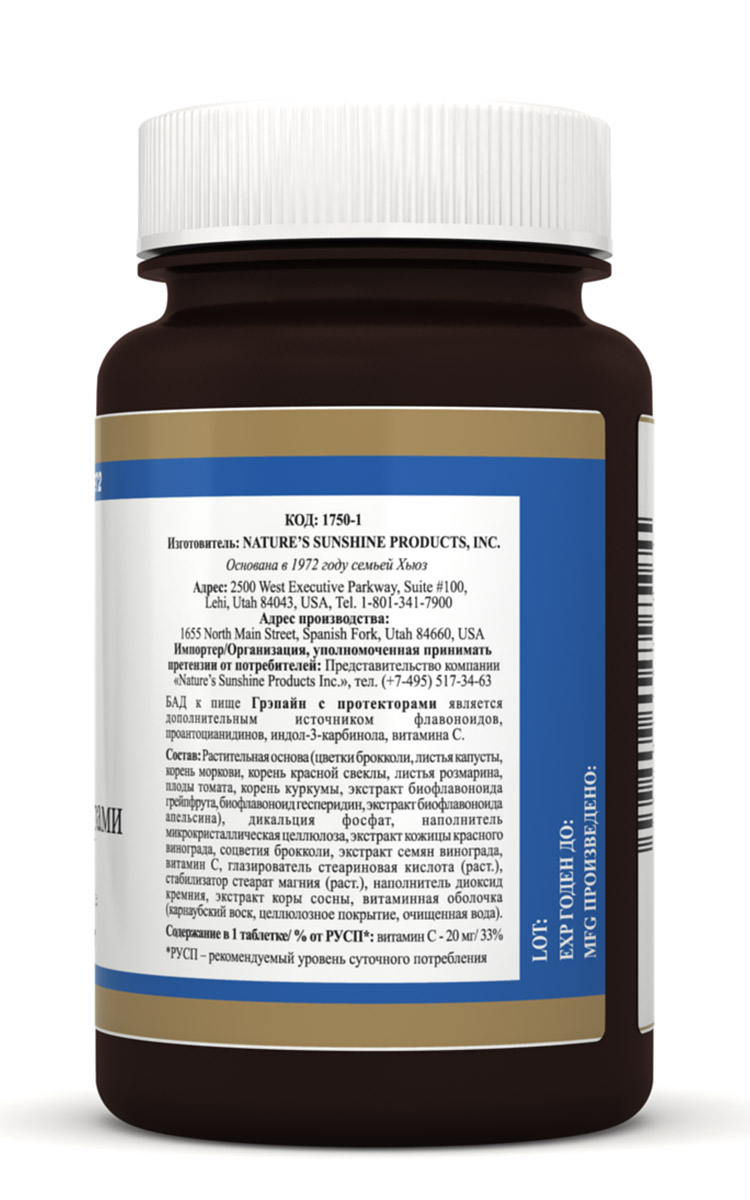 КОД: 1750-1
Изготовитель: NATURE'S SUNSHINE PRODUCTS, INC.
Основана в 1972 году семьей Хьюз
Адрес: 2500 West Executive Parkway, Suite #100,
Lehi, Utah 84043, USA, Tel. 1-801-341-7900
Адрес производства:
1655 North Main Street, Spanish Fork, Utah 84660, USA
Импортер/Организация, уполномоченная принимать
претензии от потребителей: Представительство компании
«Nature's Sunshine Products Inc.», тел. (+7-495) 517-34-63
БАД к пище Грэпайн с протекторами является
дополнительным источником флавоноидов,
проантоцианидинов, индол-3-карбинола, витамина С.
Состав: Растительная основа (цветки брокколи, листья капусты,
корень моркови, корень красной свеклы, листья розмарина,
плоды томата, корень куркумы, экстракт биофлавоноида
грейпфрута, биофлавоноид гесперидин, экстракт биофлавоноида
апельсина), дикальция фосфат, наполнитель
микрокристаллическая целлюлоза, экстракт кожицы красного
винограда, соцветия брокколи, экстракт семян винограда,
витамин С, глазирователь стеариновая кислота (раст.),
стабилизатор стеарат магния (раст.), наполнитель диоксид
кремния, экстракт коры сосны, витаминная оболочка
(карнаубский воск, целлюлозное покрытие, очищенная вода).
Содержание в 1 таблетке/ % от РУСП*: витамин С - 20 мг/ 33%
*РУСП – рекомендуемый уровень суточного потребления
LOT:
EXP ГОДЕН ДО:
MFG ПРОИЗВЕДЕНО: